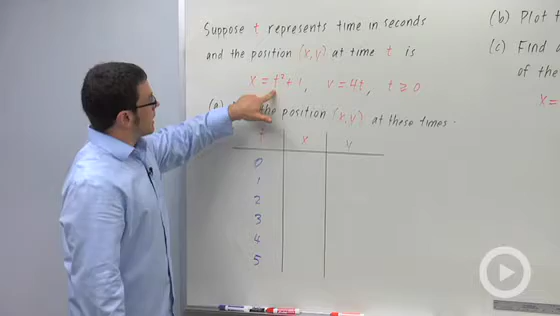 Suppose t represents time in seconds
and the position (x,y) at time t is
x = t² + 1, y = 4t, t ≥ 0
(a) the position (x,y) at these times.
t x y
0
1
2
3
4
5
(b) Plot t
(c) Find a
of the
x =